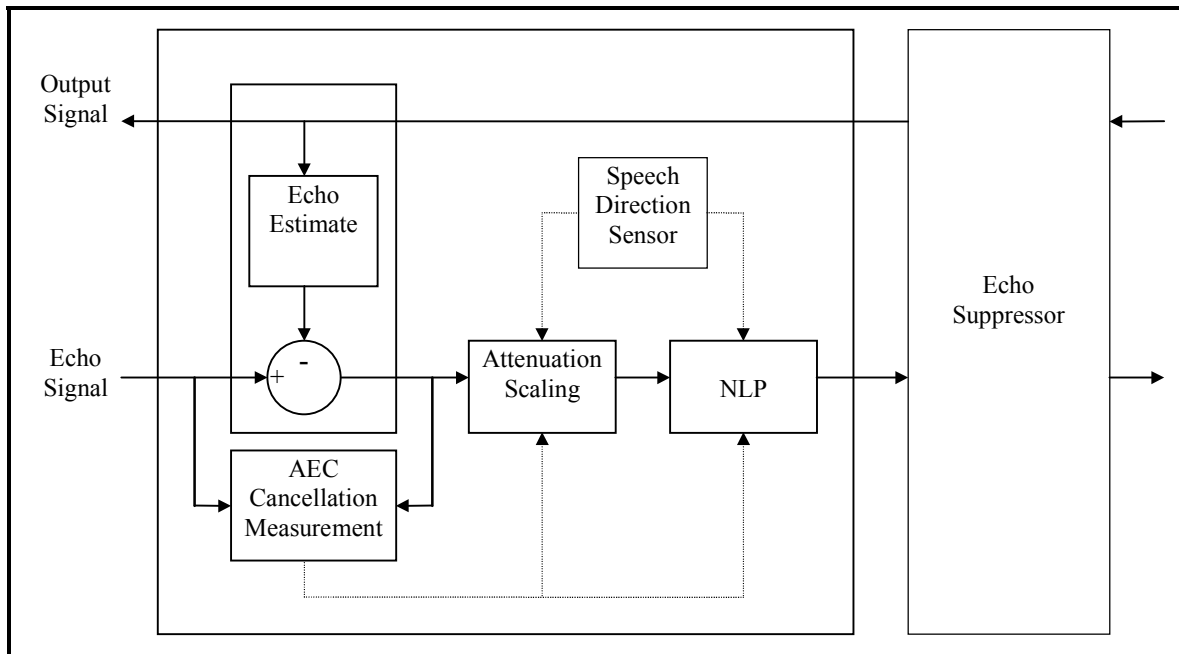 Output
Signal
Echo
Estimate
Speech
Direction
Sensor
Echo
Suppressor
Echo
Signal
-
+
Attenuation
Scaling
NLP
AEC
Cancellation
Measurement